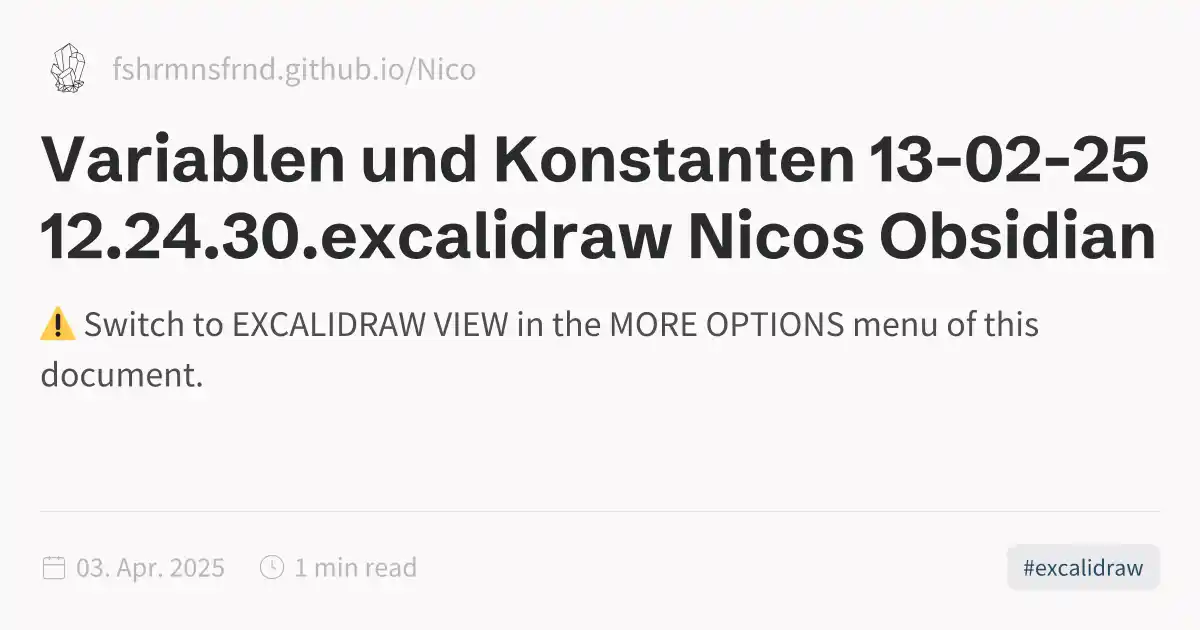 fshrmnsfrnd.github.io/Nico
Variablen und Konstanten 13-02-25
12.24.30.excalidraw Nicos Obsidian
⚠️ Switch to EXCALIDRAW VIEW in the MORE OPTIONS menu of this
document.
03. Apr. 2025 1 min read #excalidraw